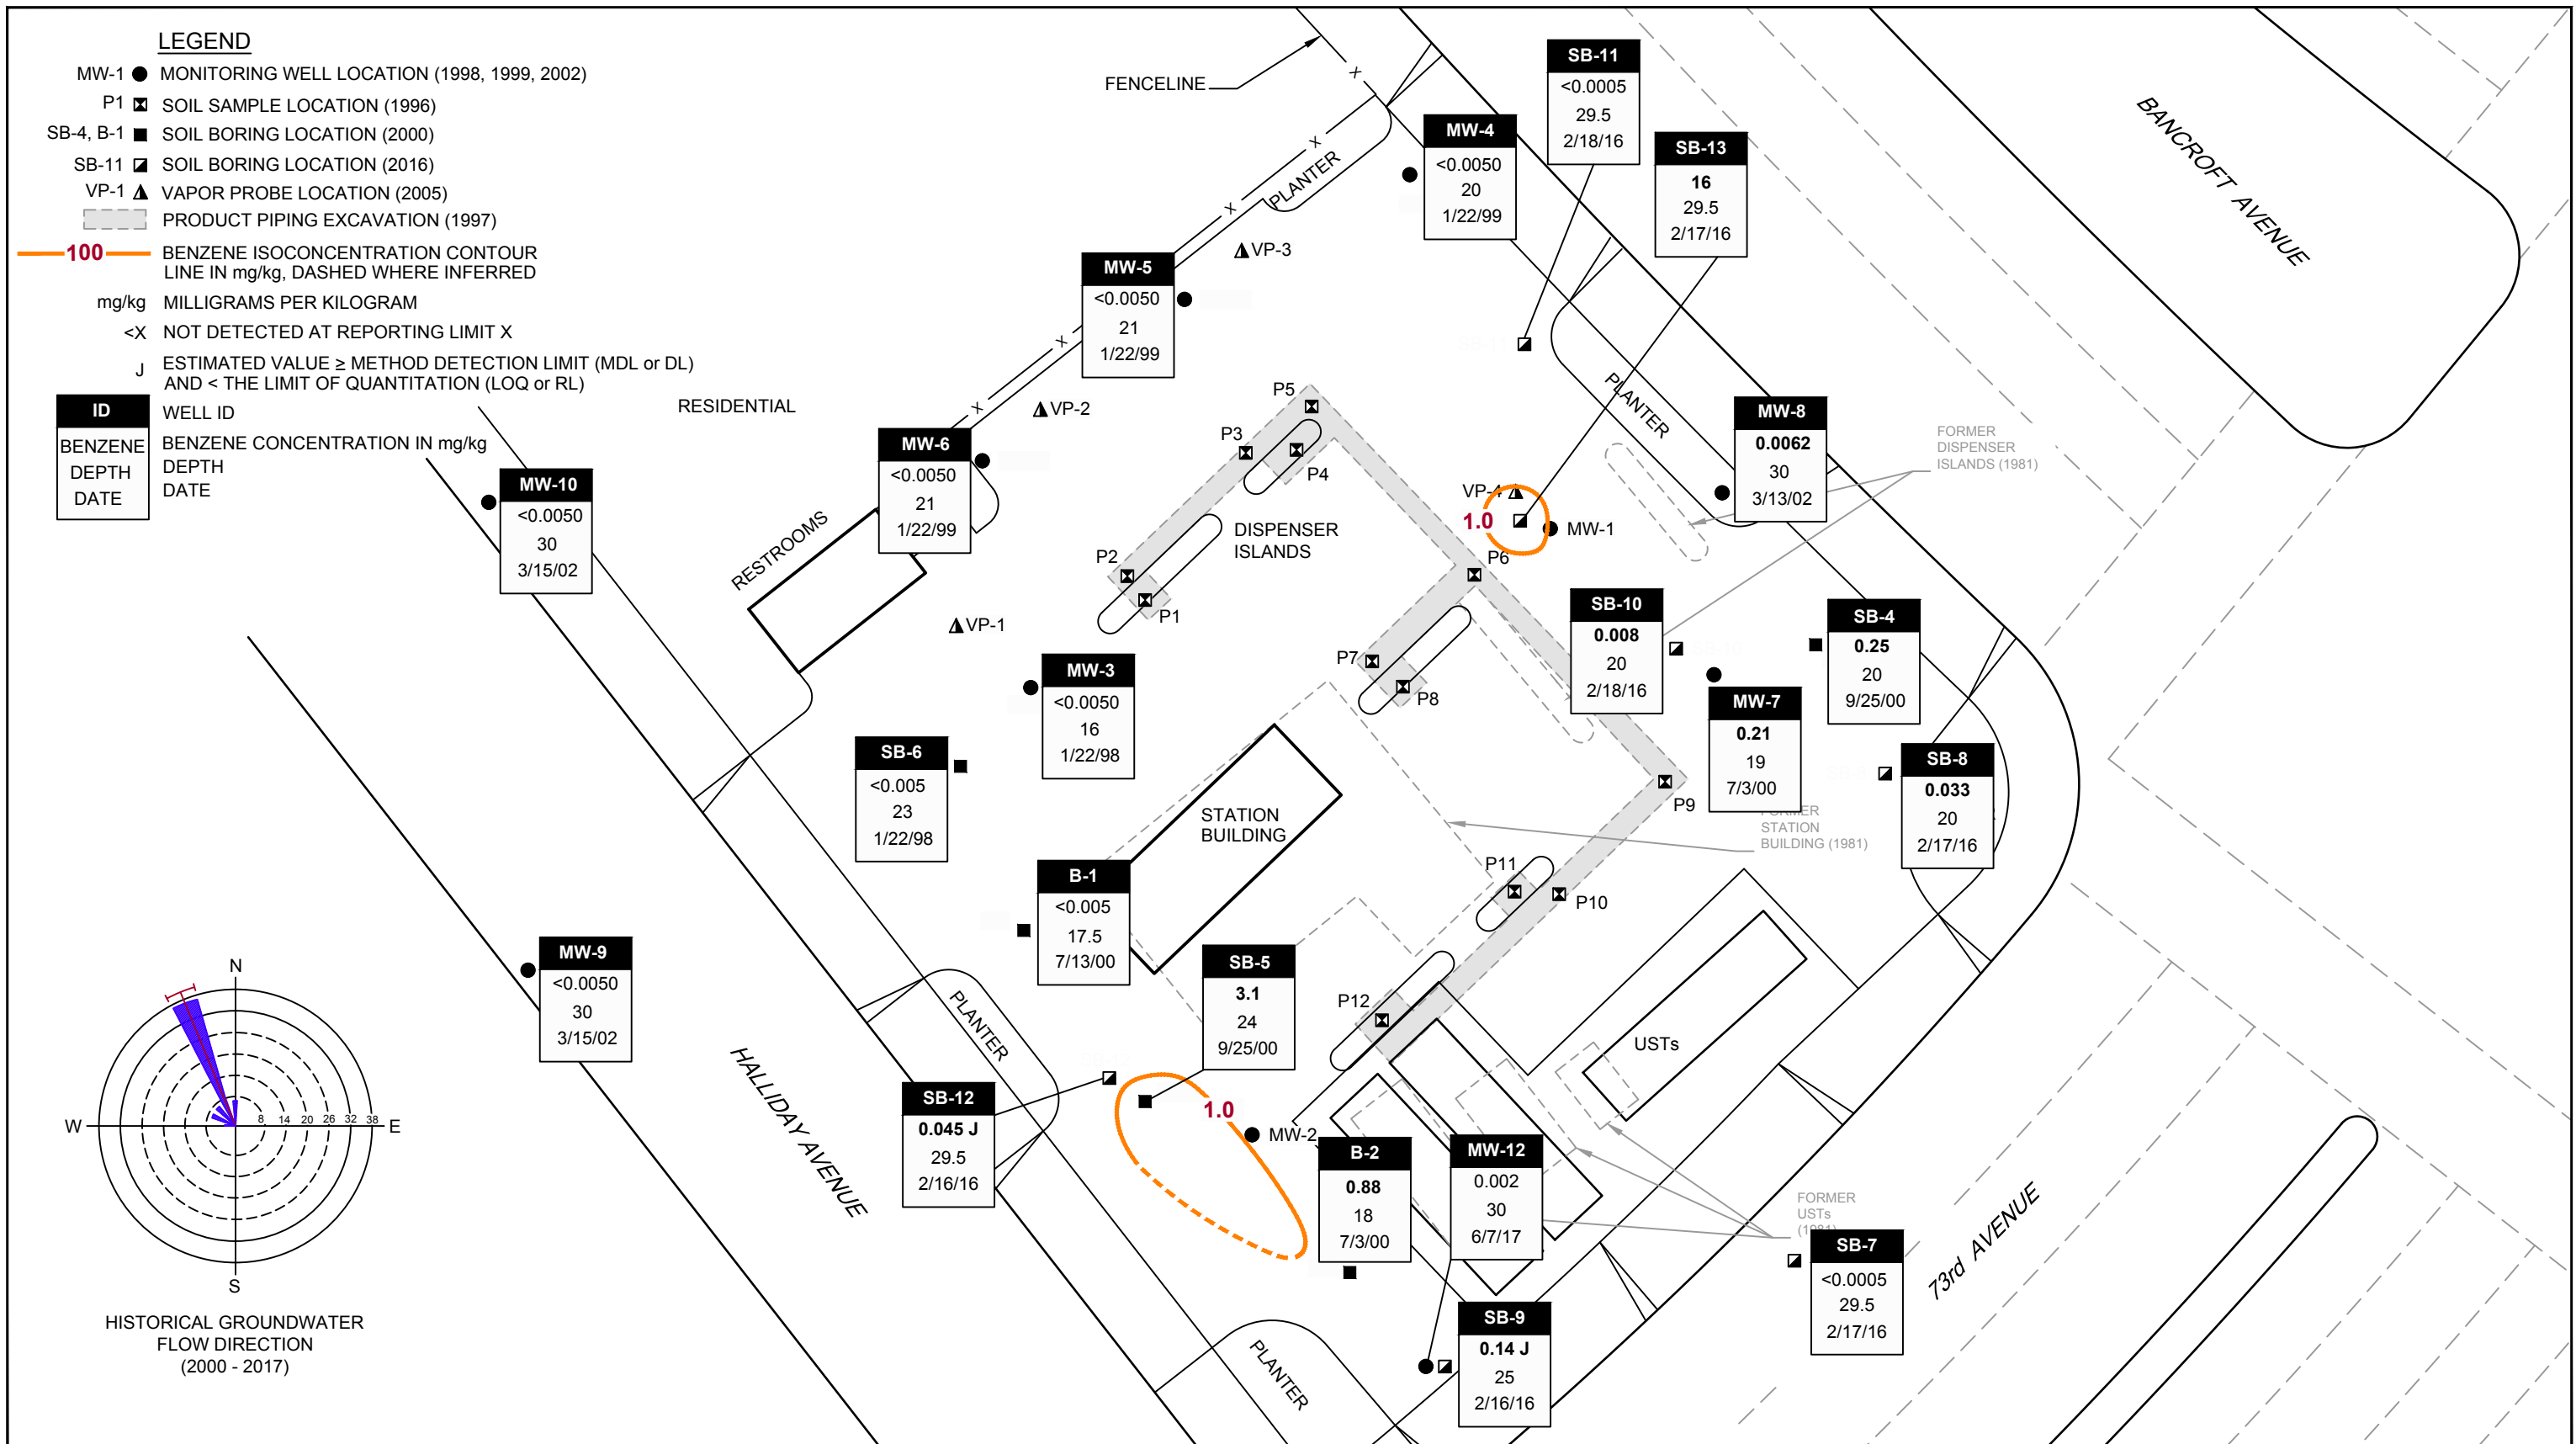 LEGEND
MW-1 MONITORING WELL LOCATION (1998, 1999, 2002)
P1 SOIL SAMPLE LOCATION (1996)
SB-4, B-1 SOIL BORING LOCATION (2000)
SB-11 SOIL BORING LOCATION (2016)
VP-1 VAPOR PROBE LOCATION (2005)
PRODUCT PIPING EXCAVATION (1997)
100 BENZENE ISOCONCENTRATION CONTOUR
LINE IN mg/kg, DASHED WHERE INFERRED
mg/kg MILLIGRAMS PER KILOGRAM
<X NOT DETECTED AT REPORTING LIMIT X
J ESTIMATED VALUE ≥ METHOD DETECTION LIMIT (MDL or DL)
AND < THE LIMIT OF QUANTITATION (LOQ or RL)
ID WELL ID
BENZENE BENZENE CONCENTRATION IN mg/kg
DEPTH DEPTH
DATE DATE
FENCELINE
X
X
X
X
X
PLANTER
RESIDENTIAL
SB-11
<0.0005
29.5
2/18/16
MW-4
<0.0050
20
1/22/99
SB-13
16
29.5
2/17/16
BANCROFT AVENUE
MW-5
<0.0050
21
1/22/99
VP-3
VP-2
MW-6
<0.0050
21
1/22/99
MW-10
<0.0050
30
3/15/02
RESTROOMS
P5
P3
P4
P2
P1
DISPENSER
ISLANDS
PLANTER
MW-8
0.0062
30
3/13/02
FORMER
DISPENSER
ISLANDS (1981)
VP-4
1.0
MW-1
P6
VP-1
MW-3
<0.0050
16
1/22/98
P7
P8
SB-10
0.008
20
2/18/16
SB-4
0.25
20
9/25/00
MW-7
0.21
19
7/3/00
SB-8
0.033
20
2/17/16
SB-6
<0.005
23
1/22/98
STATION
BUILDING
P9
FORMER
STATION
BUILDING (1981)
B-1
<0.005
17.5
7/13/00
P11
P10
MW-9
<0.0050
30
3/15/02
SB-5
3.1
24
9/25/00
P12
USTs
PLANTER
HALLIDAY AVENUE
SB-12
0.045 J
29.5
2/16/16
1.0
MW-2
B-2
0.88
18
7/3/00
MW-12
0.002
30
6/7/17
FORMER
USTs
(1981)
SB-7
<0.0005
29.5
2/17/16
73rd AVENUE
SB-9
0.14 J
25
2/16/16
PLANTER
N
W 8 14 20 26 32 38 E
S
HISTORICAL GROUNDWATER
FLOW DIRECTION
(2000 - 2017)